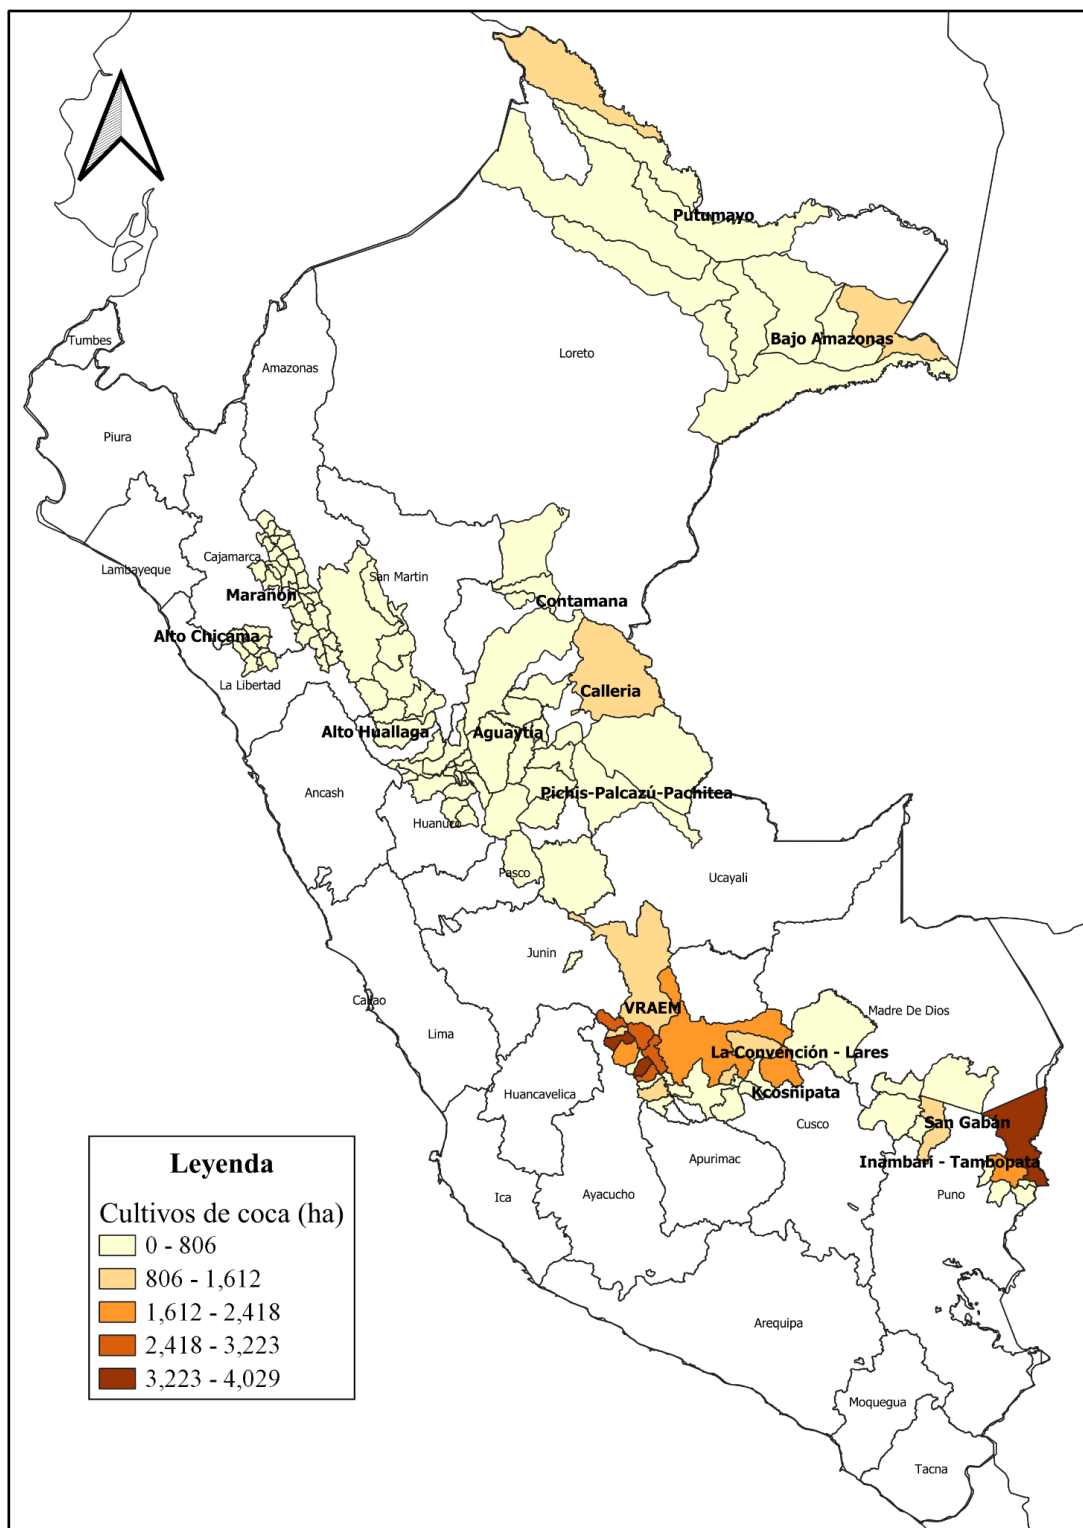 Putumayo
Tumbes
Bajo Amazonas
Loreto
Amazonas
Piura
Cajamarca
Lambayeque
San Martin
Marañón
Contamana
Alto Chicama
La Libertad
Calleria
Alto Huallaga
Aguaytía
Ancash
Pichis-Palcazú-Pachitea
Huanuco
Pasco
Ucayali
Junin
Callao
VRAEM
Madre De Dios
Lima
La Convención - Lares
Huancavelica
Kcosñipata
Cusco
San Gabán
Apurimac
Inambari - Tambopata
Ica
Ayacucho
Puno
Leyenda
Cultivos de coca (ha)
0 - 806
806 - 1,612
1,612 - 2,418
2,418 - 3,223
3,223 - 4,029
Arequipa
Moquegua
Tacna